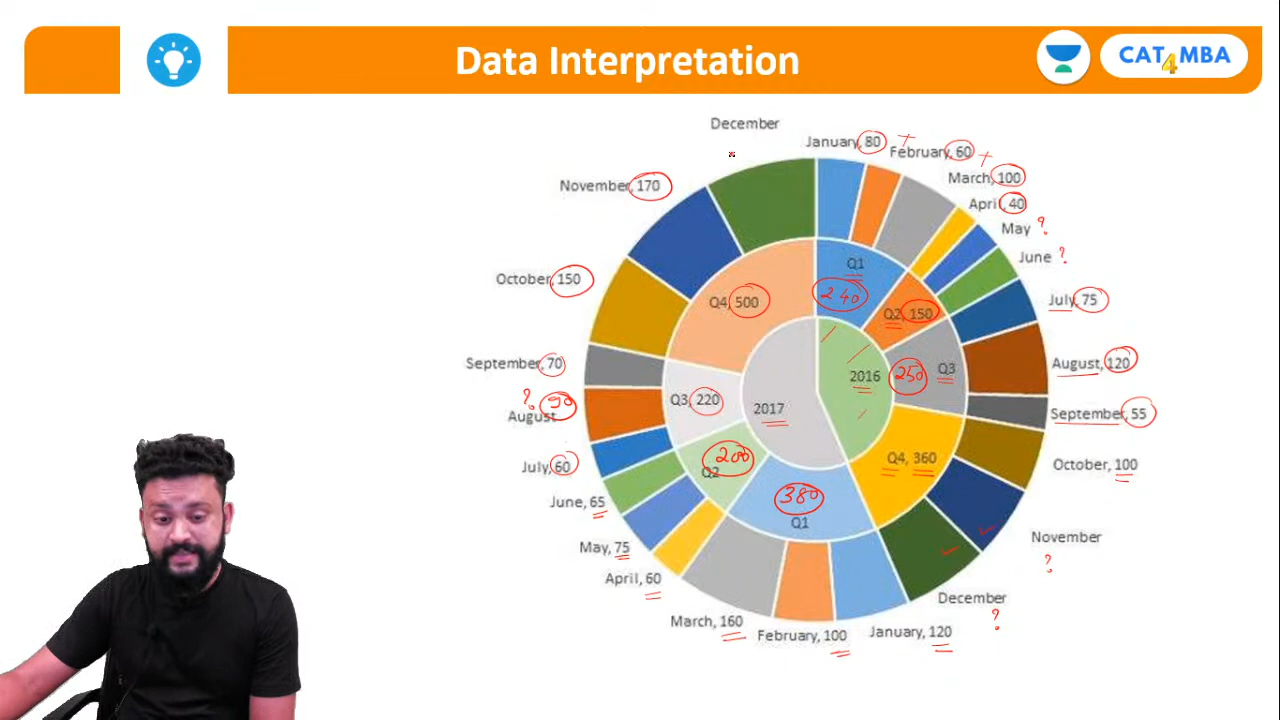 Data Interpretation
CAT4MBA
December
January, 80 +
February, 60 +
March, 100
April, 40
May ?
June ?
July, 75
August, 120
September, 55
October, 100
November
?
December
?
January, 120
February, 100
March, 160
April, 60
May, 75
June, 65
July, 60
? August 90
September, 70
October, 150
November, 170
Q1
240
Q2, 150
Q3
250
Q4, 360
2016
2017
Q1
380
Q2
200
Q3, 220
Q4, 500